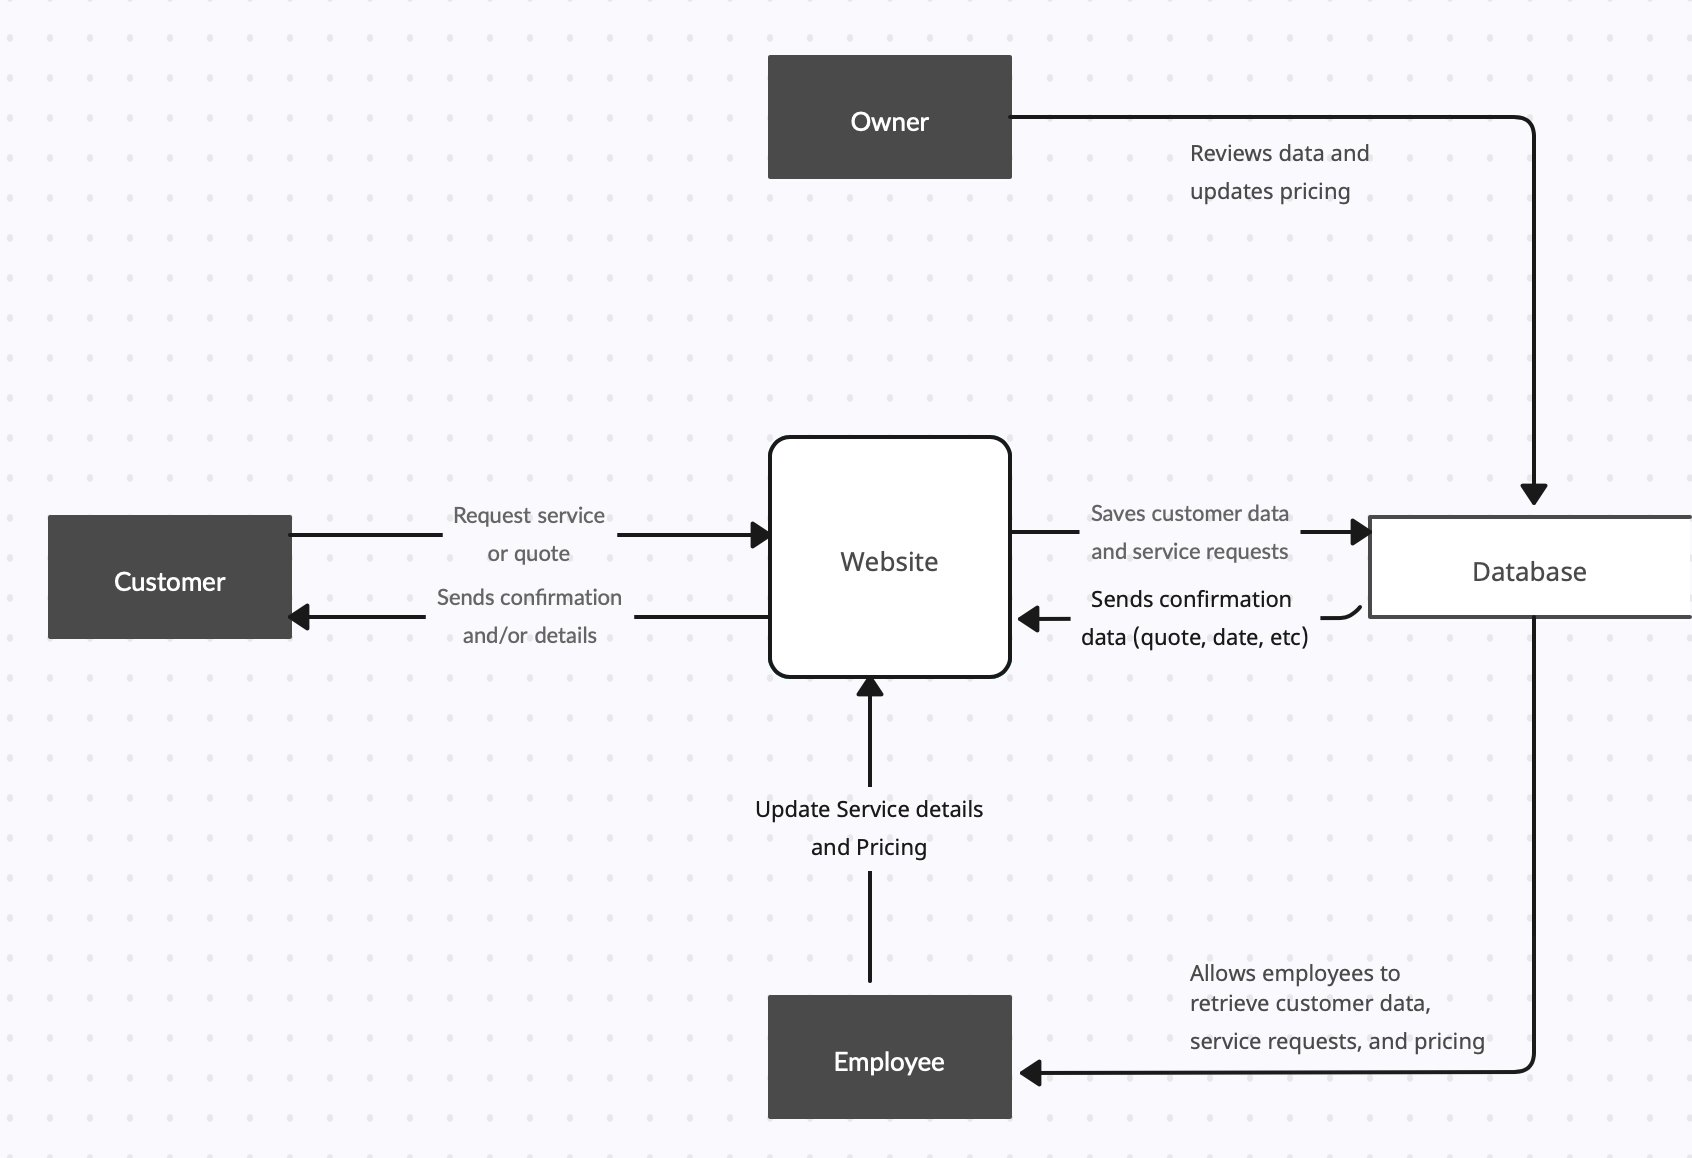 Owner
Reviews data and
updates pricing
Customer
Request service
or quote
Sends confirmation
and/or details
Website
Saves customer data
and service requests
Sends confirmation
data (quote, date, etc)
Database
Update Service details
and Pricing
Employee
Allows employees to
retrieve customer data,
service requests, and pricing